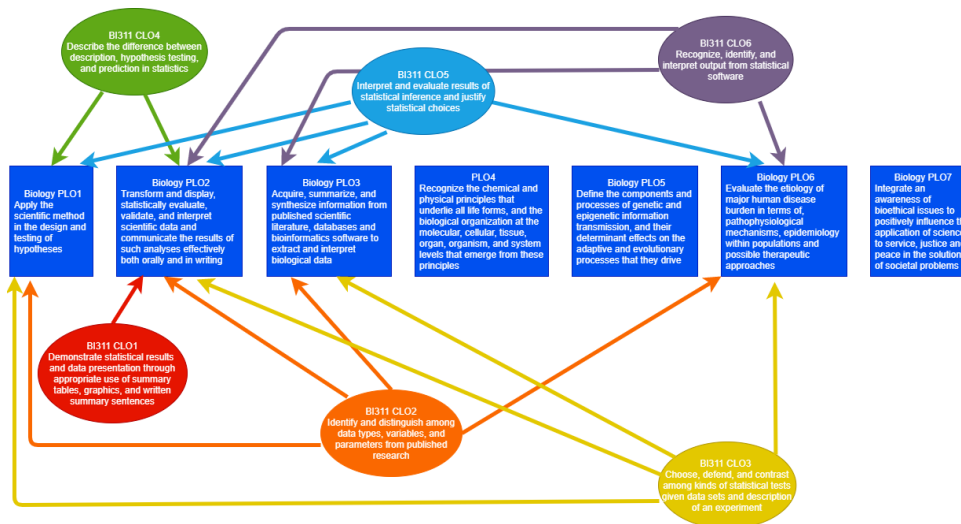 BI311 CLO4
Describe the difference between
description, hypothesis testing,
and prediction in statistics
BI311 CLO6
Recognize, identify, and
interpret output from statistical
software
BI311 CLO5
Interpret and evaluate results of
statistical inference and justify
statistical choices
Biology PLO1
Apply the
scientific method
in the design and
testing of
hypotheses
Biology PLO2
Transform and display,
statistically evaluate,
validate, and interpret
scientific data and
communicate the results of
such analyses effectively
both orally and in writing
Biology PLO3
Acquire, summarize, and
synthesize information from
published scientific
literature, databases and
bioinformatics software to
extract and interpret
biological data
PLO4
Recognize the chemical and
physical principles that
underlie all life forms, and the
biological organization at the
molecular, cellular, tissue,
organ, organism, and system
levels that emerge from these
principles
Biology PLO5
Define the components and
processes of genetic and
epigenetic information
transmission, and their
determinant effects on the
adaptive and evolutionary
processes that they drive
Biology PLO6
Evaluate the etiology of
major human disease
burden in terms of,
pathophysiological
mechanisms, epidemiology
within populations and
possible therapeutic
approaches
Biology PLO7
Integrate an
awareness of
bioethical issues to
positively influence th
application of science
to service, justice and
peace in the solution
of societal problems
BI311 CLO1
Demonstrate statistical results
and data presentation through
appropriate use of summary
tables, graphics, and written
summary sentences
BI311 CLO2
Identify and distinguish among
data types, variables, and
parameters from published
research
BI311 CLO3
Choose, defend, and contrast
among kinds of statistical tests
given data sets and description
of an experiment